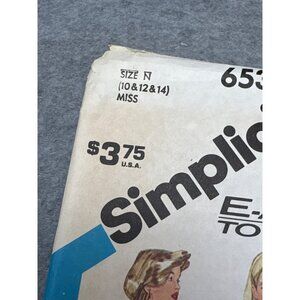 SIZE N
(10&12&14)
MISS
653
$3.75
U.S.A.
Simplic
E-
TO